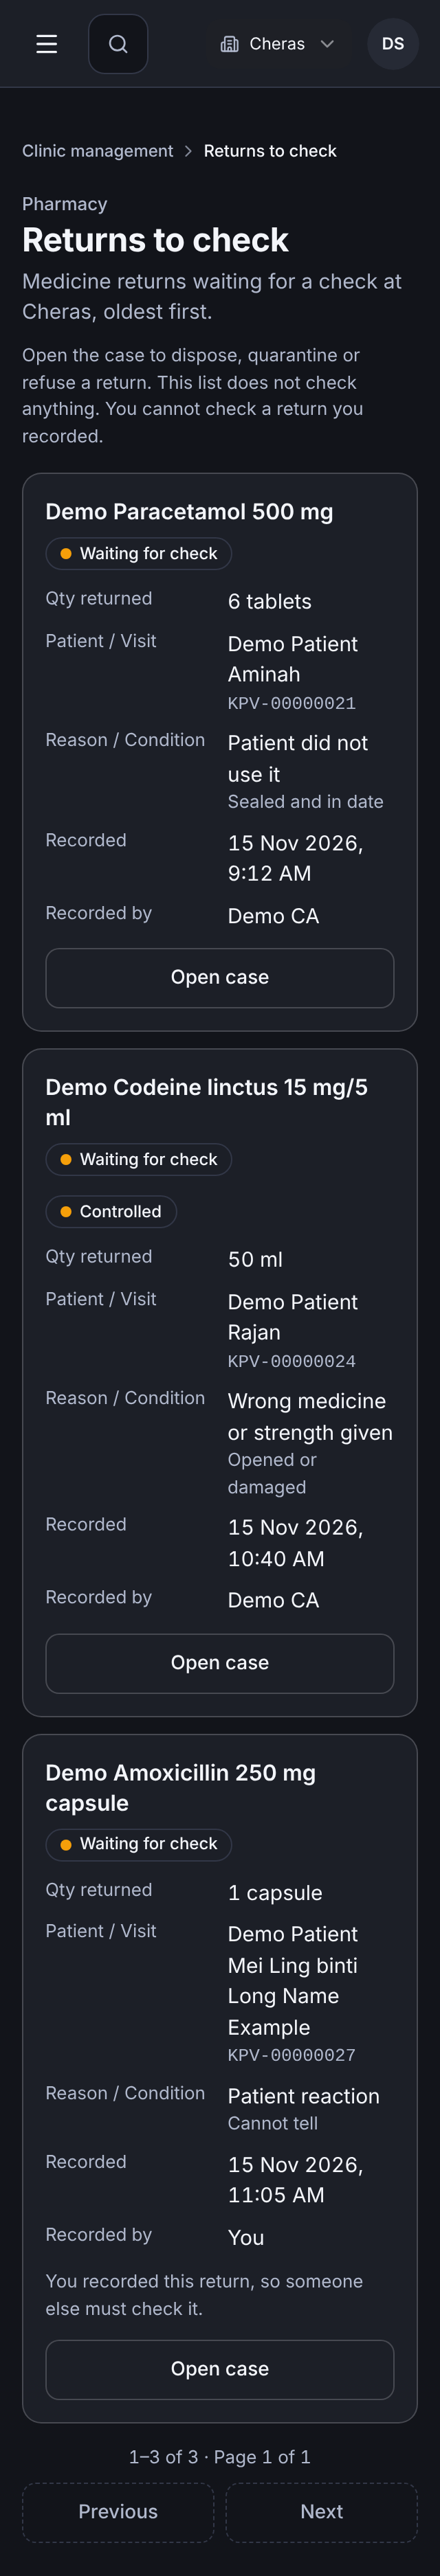 Cheras
DS
Clinic management
Returns to check
Pharmacy
Returns to check
Medicine returns waiting for a check at
Cheras, oldest first.
Open the case to dispose, quarantine or
refuse a return. This list does not check
anything. You cannot check a return you
recorded.
Demo Paracetamol 500 mg
Waiting for check
Qty returned
6 tablets
Patient / Visit
Demo Patient
Aminah
KPV-00000021
Reason / Condition
Patient did not
use it
Sealed and in date
Recorded
15 Nov 2026,
9:12 AM
Recorded by
Demo CA
Open case
Demo Codeine linctus 15 mg/5
ml
Waiting for check
Controlled
Qty returned
50 ml
Patient / Visit
Demo Patient
Rajan
KPV-00000024
Reason / Condition
Wrong medicine
or strength given
Opened or
damaged
Recorded
15 Nov 2026,
10:40 AM
Recorded by
Demo CA
Open case
Demo Amoxicillin 250 mg
capsule
Waiting for check
Qty returned
1 capsule
Patient / Visit
Demo Patient
Mei Ling binti
Long Name
Example
KPV-00000027
Reason / Condition
Patient reaction
Cannot tell
Recorded
15 Nov 2026,
11:05 AM
Recorded by
You
You recorded this return, so someone
else must check it.
Open case
1–3 of 3 · Page 1 of 1
Previous
Next